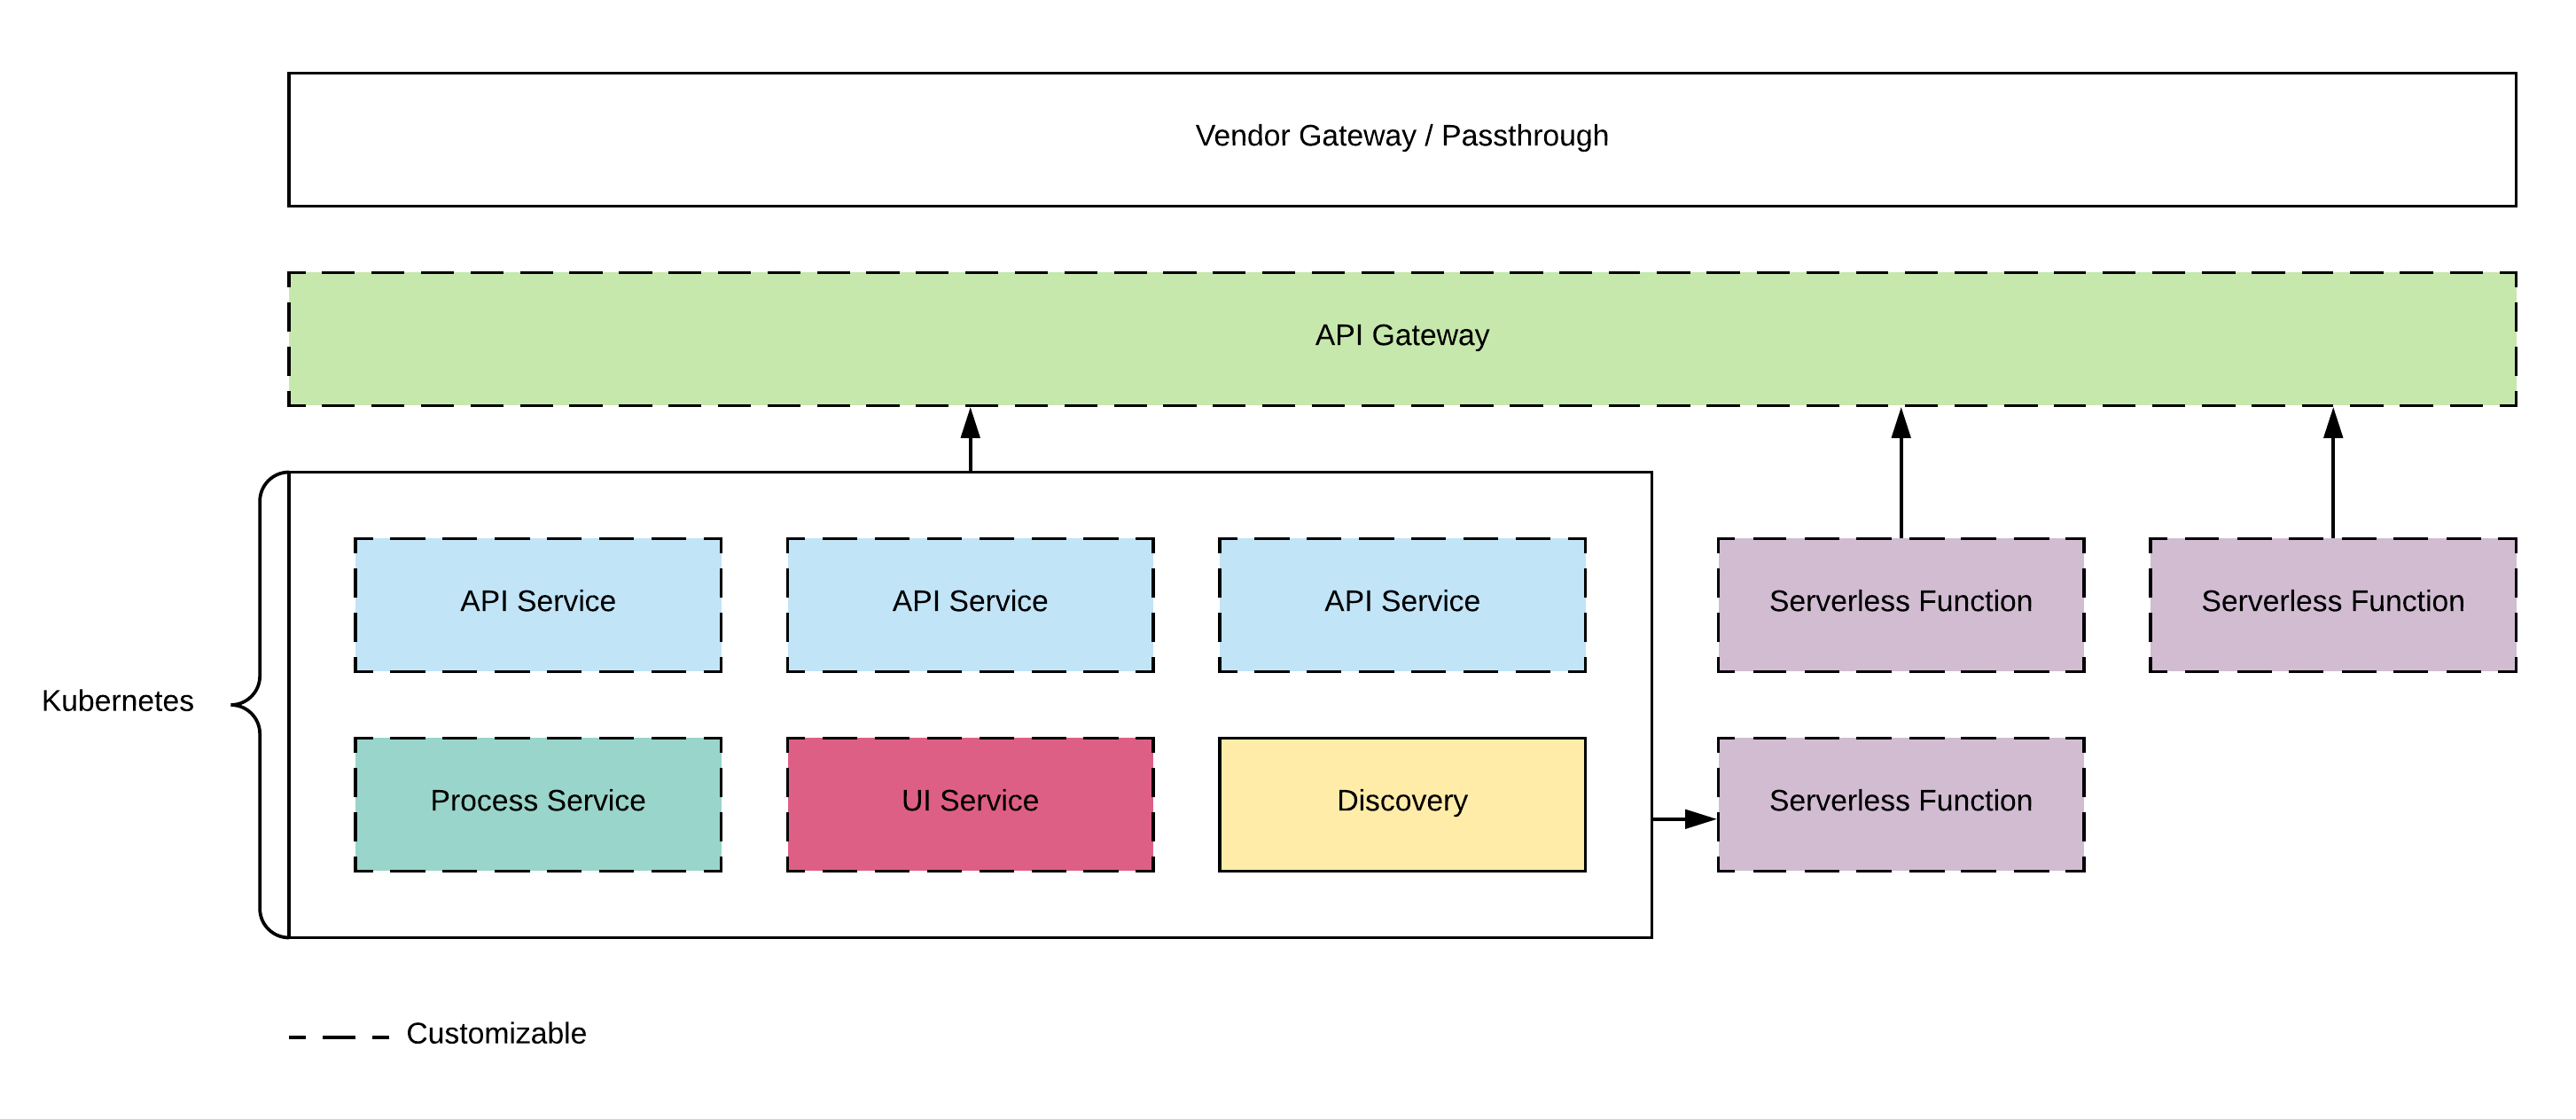 Vendor Gateway / Passthrough
API Gateway
API Service
API Service
API Service
Serverless Function
Serverless Function
Kubernetes
Process Service
UI Service
Discovery
Serverless Function
Customizable